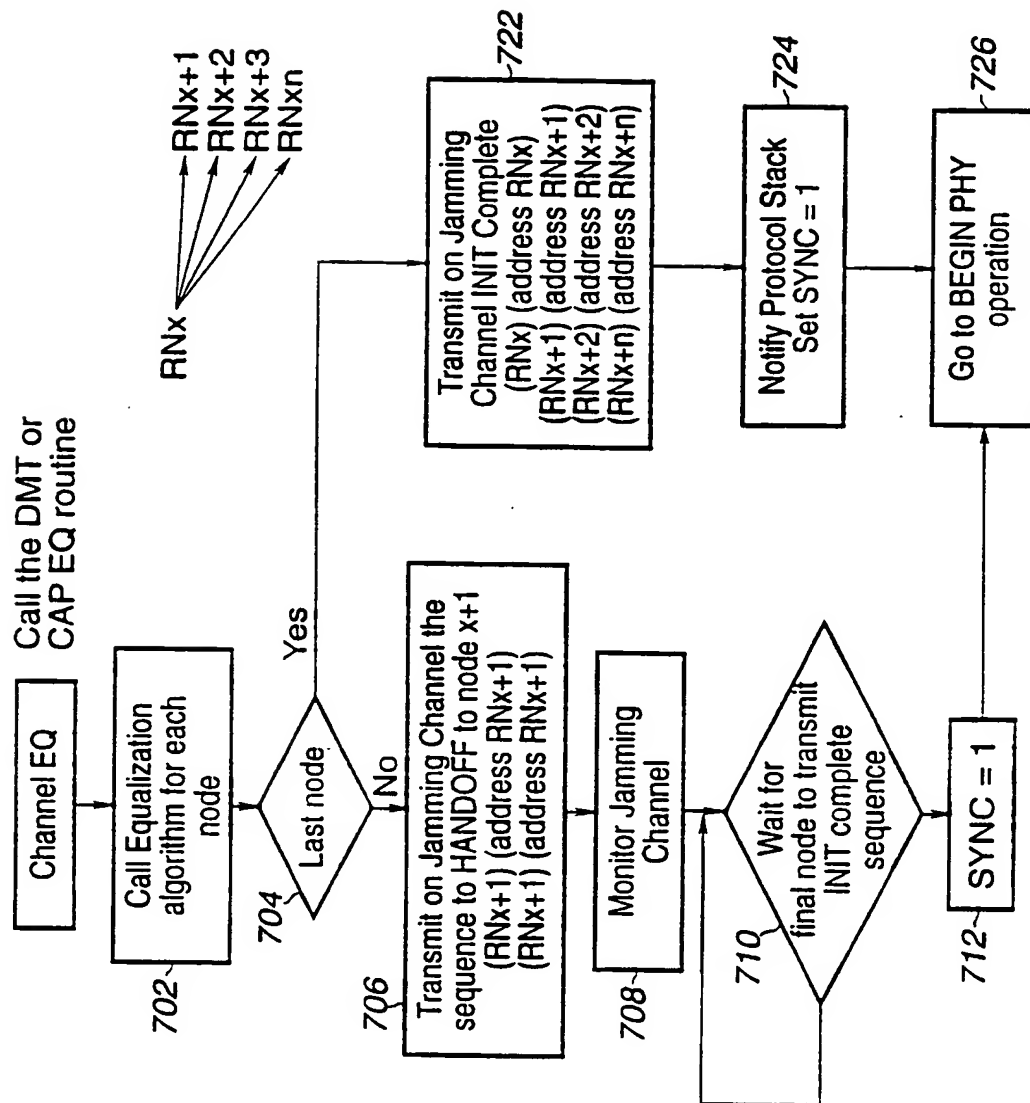 Call the DMT or
CAP EQ routine
Channel EQ
RNx
RNx+1
RNx+2
RNx+3
RNxn
702
Call Equalization
algorithm for each
node
704
Last node
Yes
No
706
Transmit on Jamming Channel the
sequence to HANDOFF to node x+1
(RNx+1) (address RNx+1)
(RNx+1) (address RNx+1)
708
Monitor Jamming
Channel
710
Wait for
final node to transmit
INIT complete
sequence
712
SYNC = 1
722
Transmit on Jamming
Channel INIT Complete
(RNx) (address RNx)
(RNx+1) (address RNx+1)
(RNx+2) (address RNx+2)
(RNx+n) (address RNx+n)
724
Notify Protocol Stack
Set SYNC = 1
726
Go to BEGIN PHY
operation